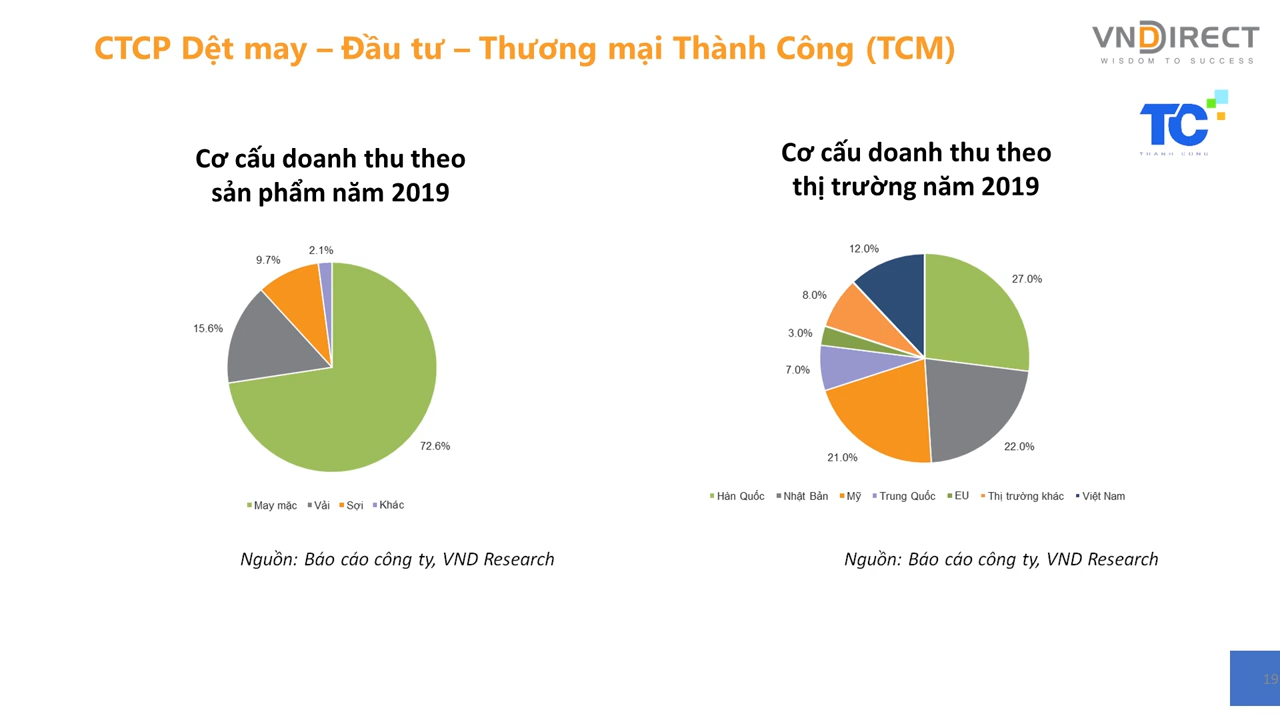 CTCP Dệt may – Đầu tư – Thương mại Thành Công (TCM)
VNDIRECT
WISDOM TO SUCCESS
TC
THANH CONG
Cơ cấu doanh thu theo
sản phẩm năm 2019
2.1%
9.7%
15.6%
72.6%
May mặc Vải Sợi Khác
Nguồn: Báo cáo công ty, VND Research
Cơ cấu doanh thu theo
thị trường năm 2019
12.0%
27.0%
8.0%
3.0%
7.0%
22.0%
21.0%
Hàn Quốc Nhật Bản Mỹ Trung Quốc EU Thị trường khác Việt Nam
Nguồn: Báo cáo công ty, VND Research
19